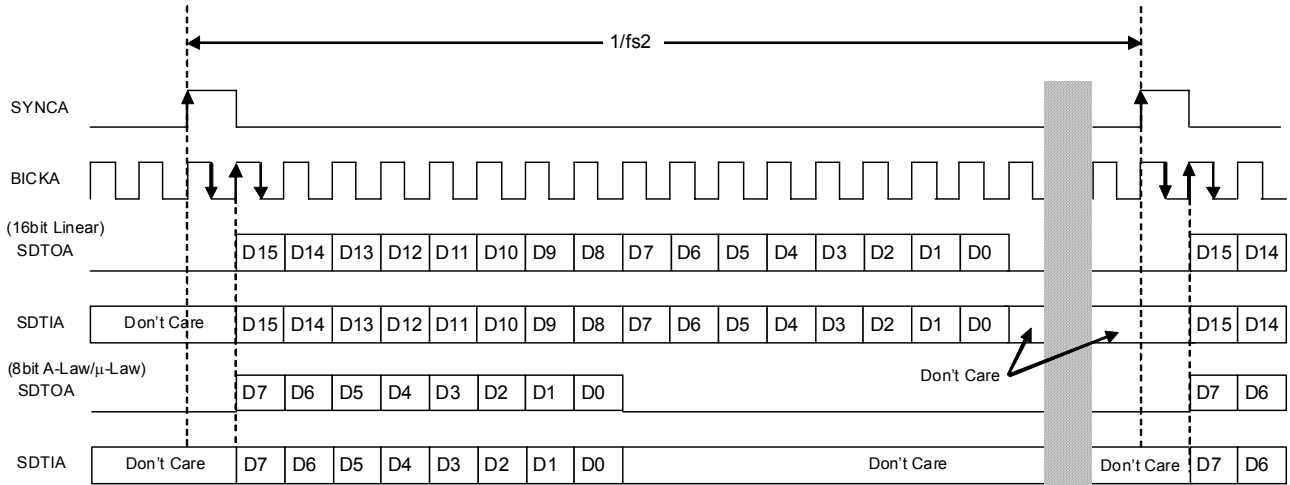 1/fs2
SYNCA
BICKA
(16bit Linear)
SDTOA D15 D14 D13 D12 D11 D10 D9 D8 D7 D6 D5 D4 D3 D2 D1 D0 D15 D14
SDTIA Don't Care D15 D14 D13 D12 D11 D10 D9 D8 D7 D6 D5 D4 D3 D2 D1 D0 D15 D14
Don't Care
(8bit A-Law/μ-Law)
SDTOA D7 D6 D5 D4 D3 D2 D1 D0 D7 D6
SDTIA Don't Care D7 D6 D5 D4 D3 D2 D1 D0 Don't Care Don't Care D7 D6